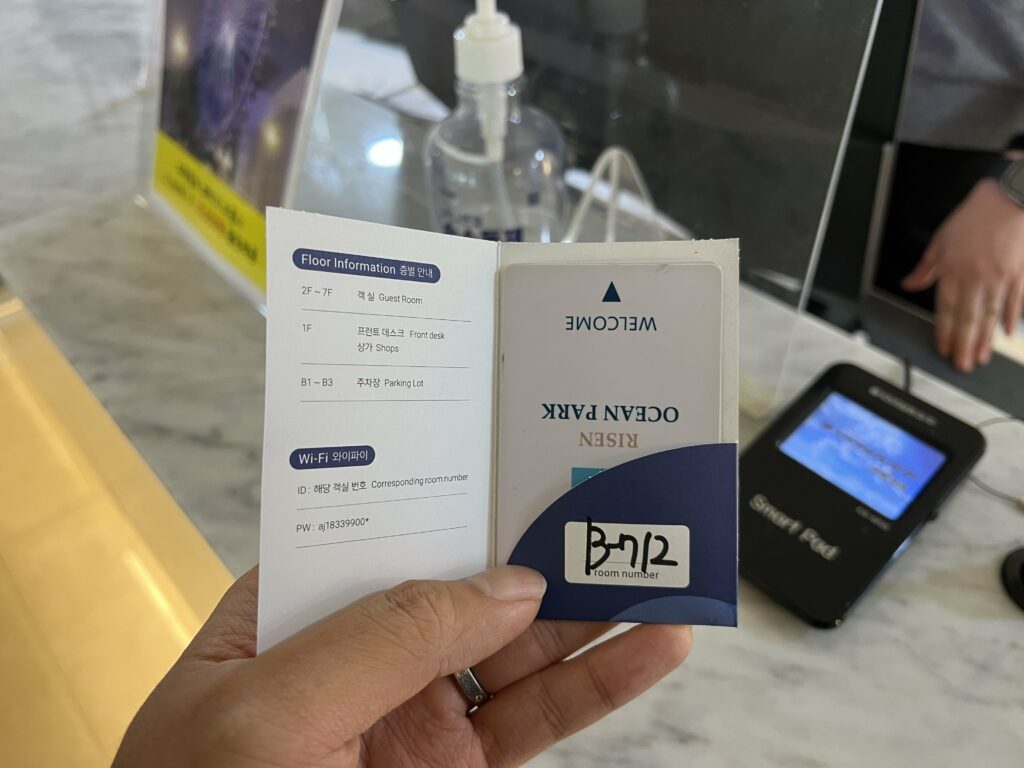 Floor Information 층별 안내
2F ~ 7F 객실 Guest Room
1F 프런트 데스크 Front desk
상가 Shops
B1 ~ B3 주차장 Parking Lot
Wi-Fi 와이파이
ID : 해당 객실 번호 Corresponding room number
PW : aj18339900*
WELCOME
OCEAN PARK
RISEN
B-712
room number
Smart Pad